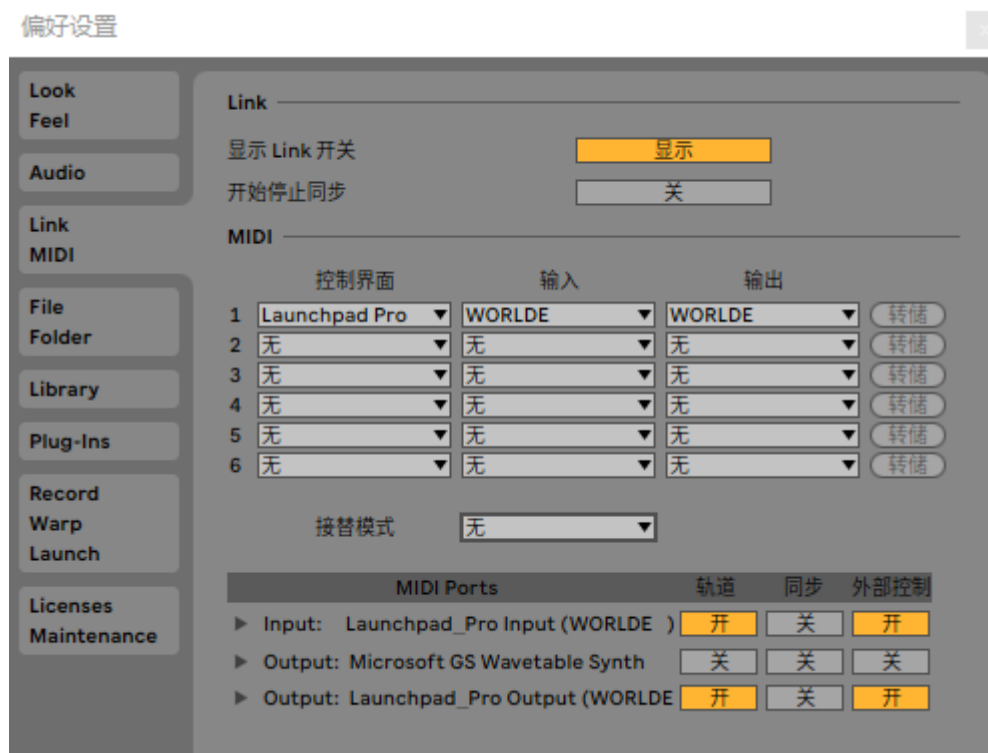 偏好设置
Look
Feel
Audio
Link
MIDI
File
Folder
Library
Plug-Ins
Record
Warp
Launch
Licenses
Maintenance
Link
显示 Link 开关 显示
开始停止同步 关
MIDI
控制界面 输入 输出
1 Launchpad Pro WORLDE WORLDE 转储
2 无 无 无 转储
3 无 无 无 转储
4 无 无 无 转储
5 无 无 无 转储
6 无 无 无 转储
接替模式 无
MIDI Ports 轨道 同步 外部控制
Input: Launchpad_Pro Input (WORLDE ) 开 关 开
Output: Microsoft GS Wavetable Synth 关 关 关
Output: Launchpad_Pro Output (WORLDE 开 关 开